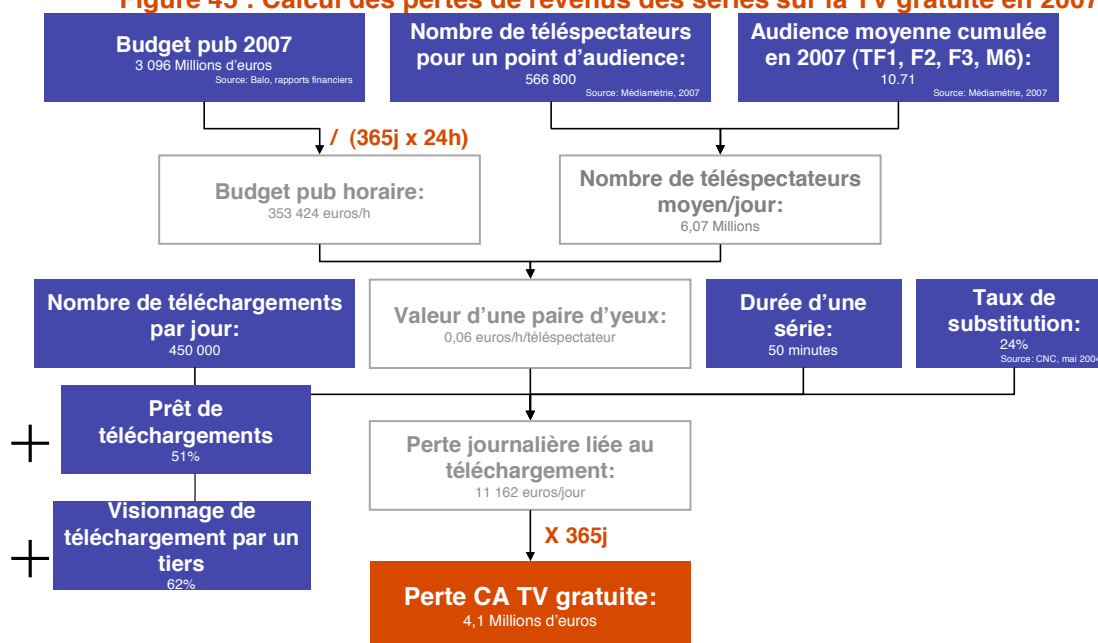 Figure 45 : Calcul des pertes de revenus des séries sur la TV gratuite en 2007
Budget pub 2007
3 096 Millions d'euros
Source: Balo, rapports financiers
Nombre de téléspectateurs
pour un point d'audience:
566 800
Source: Médiamétrie, 2007
Audience moyenne cumulée
en 2007 (TF1, F2, F3, M6):
10.71
Source: Médiamétrie, 2007
/ (365j x 24h)
Budget pub horaire:
353 424 euros/h
Nombre de téléspectateurs
moyen/jour:
6,07 Millions
Nombre de téléchargements
par jour:
450 000
Valeur d'une paire d'yeux:
0,06 euros/h/téléspectateur
Durée d'une
série:
50 minutes
Taux de
substitution:
24%
Source: CNC, mai 2004
+
Prêt de
téléchargements
51%
Perte journalière liée au
téléchargement:
11 162 euros/jour
+
Visionnage de
téléchargement par un
tiers
62%
X 365j
Perte CA TV gratuite:
4,1 Millions d'euros